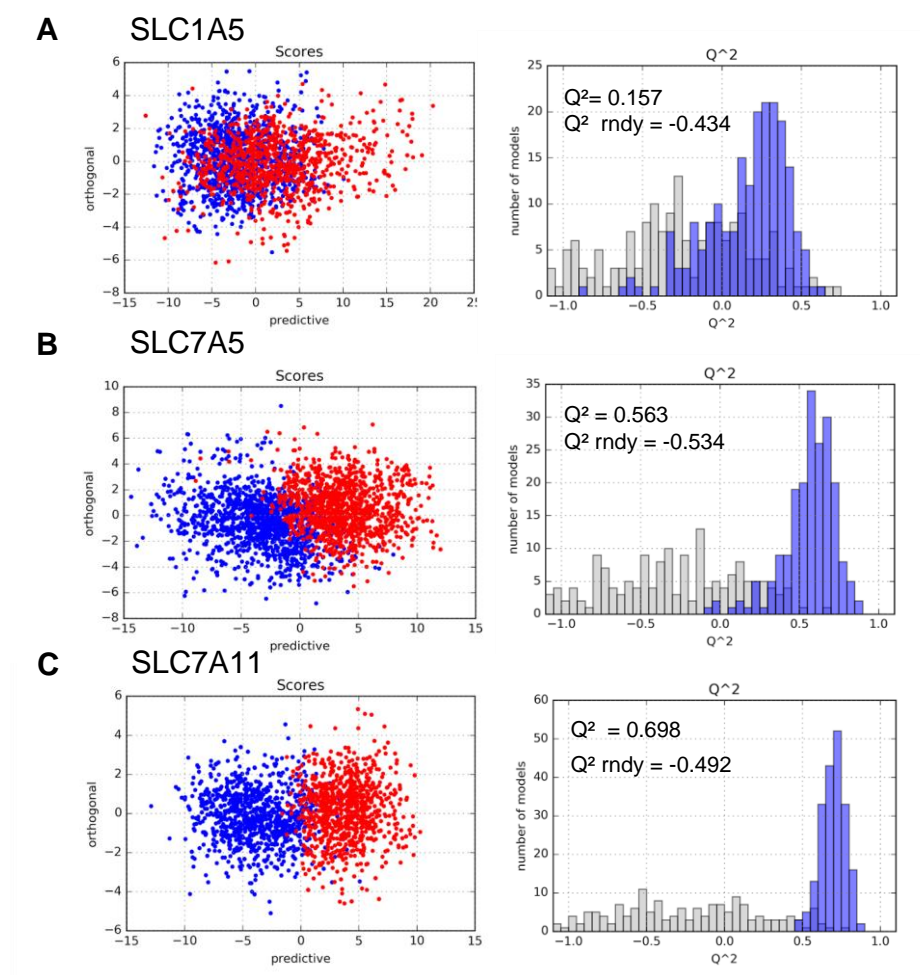 A SLC1A5
Scores
6
4
2
0
−2
−4
−6
−8
orthogonal
−15 −10 −5 0 5 10 15 20 25
predictive
Q^2
25
20
15
10
5
0
number of models
Q²= 0.157
Q² rndy = -0.434
−1.0 −0.5 0.0 0.5 1.0
Q^2
B SLC7A5
Scores
10
8
6
4
2
0
−2
−4
−6
−8
orthogonal
−15 −10 −5 0 5 10 15
predictive
Q^2
35
30
25
20
15
10
5
0
number of models
Q² = 0.563
Q² rndy = -0.534
−1.0 −0.5 0.0 0.5 1.0
Q^2
C SLC7A11
Scores
6
4
2
0
−2
−4
−6
orthogonal
−15 −10 −5 0 5 10 15
predictive
Q^2
60
50
40
30
20
10
0
number of models
Q² = 0.698
Q² rndy = -0.492
−1.0 −0.5 0.0 0.5 1.0
Q^2